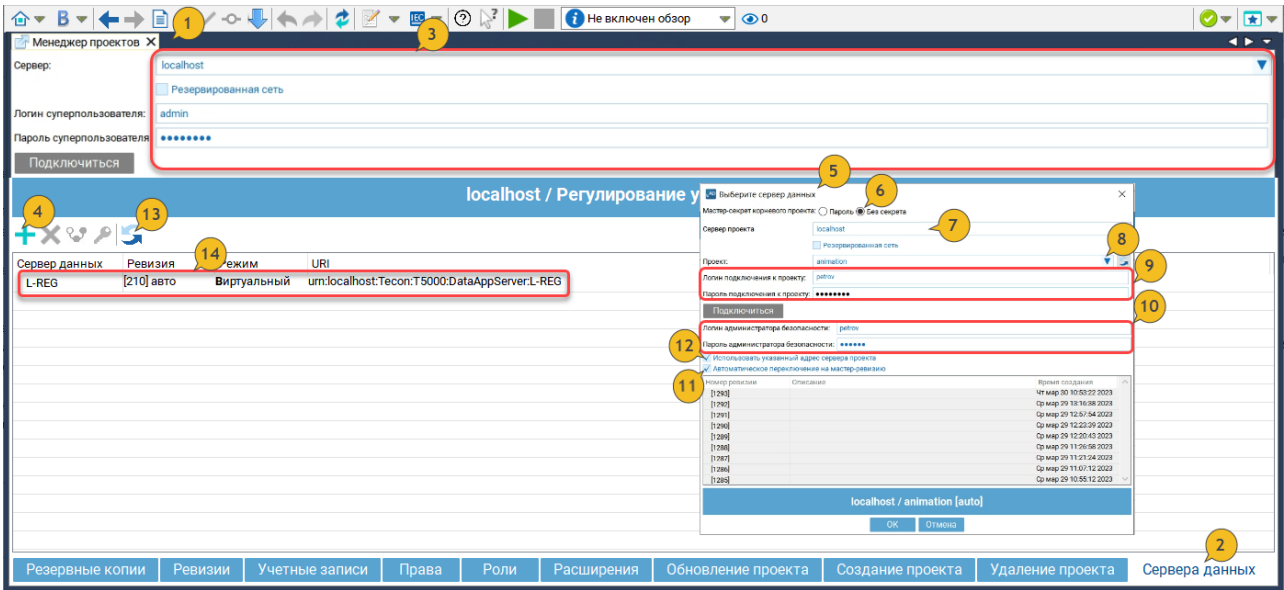 B
1
IEC
Не включен обзор
0
Менеджер проектов
3
Сервер:
localhost
Резервированная сеть
Логин суперпользователя:
admin
Пароль суперпользователя
••••••••
Подключиться
localhost / Регулирование у
4
13
14
Сервер данных
Ревизия
Режим
URI
L-REG
[210] авто
Виртуальный
urn:localhost:Tecon:T5000:DataAppServer:L-REG
5
Выберите сервер данных
6
Мастер-секрет корневого проекта:
Пароль
Без секрета
Сервер проекта
localhost
7
Резервированная сеть
8
Проект:
animation
9
Логин подключения к проекту:
petrov
Пароль подключения к проекту:
••••••••
10
Подключиться
Логин администратора безопасности:
petrov
Пароль администратора безопасности:
••••••
12
Использовать указанный адрес сервера проекта
11
Автоматическое переключение на мастер-ревизию
Номер ревизии
Описание
Время создания
[1293]
Чт мар 30 10:53:22 2023
[1292]
Ср мар 29 13:16:38 2023
[1291]
Ср мар 29 12:57:54 2023
[1290]
Ср мар 29 12:23:39 2023
[1289]
Ср мар 29 12:20:43 2023
[1288]
Ср мар 29 11:26:58 2023
[1287]
Ср мар 29 11:21:24 2023
[1286]
Ср мар 29 11:07:12 2023
[1285]
Ср мар 29 10:55:12 2023
localhost / animation [auto]
OK
Отмена
2
Резервные копии
Ревизии
Учетные записи
Права
Роли
Расширения
Обновление проекта
Создание проекта
Удаление проекта
Сервера данных